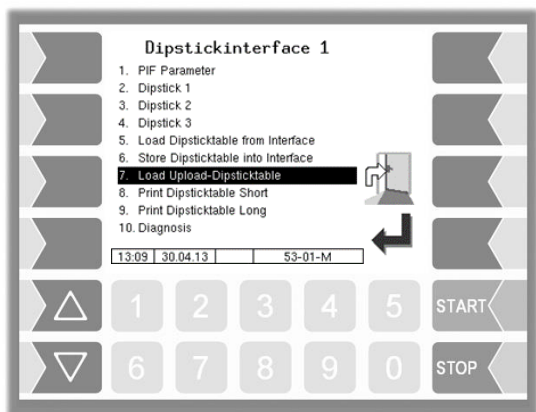 Dipstickinterface 1
1. PIF Parameter
2. Dipstick 1
3. Dipstick 2
4. Dipstick 3
5. Load Dipsticktable from Interface
6. Store Dipsticktable into Interface
7. Load Upload-Dipsticktable
8. Print Dipsticktable Short
9. Print Dipsticktable Long
10. Diagnosis
13:09 30.04.13 53-01-M
1 2 3 4 5 START
6 7 8 9 0 STOP